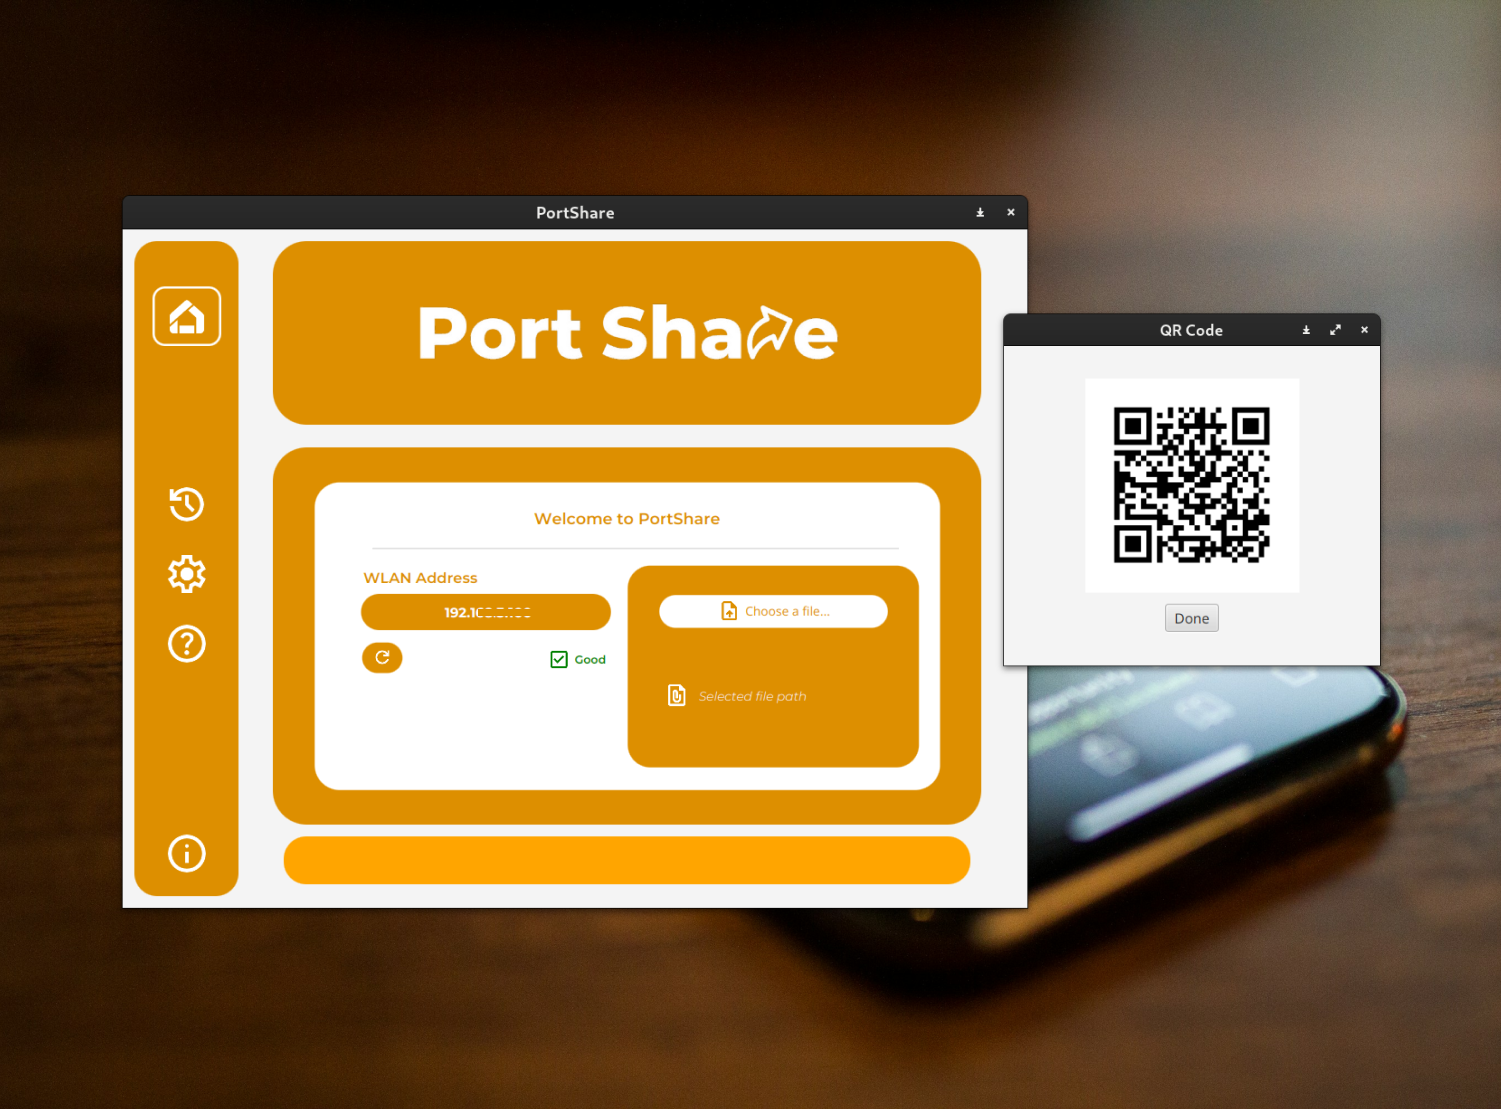 PortShare
Port Share
Welcome to PortShare
WLAN Address
Good
Choose a file...
Selected file path
QR Code
Done